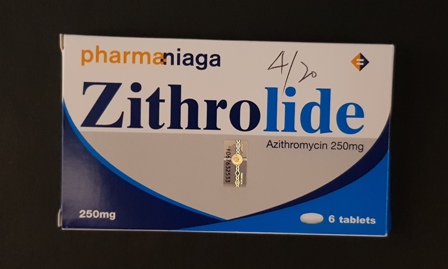 pharmaniaga
4/20
Zithrolide
Azithromycin 250mg
250mg
6 tablets